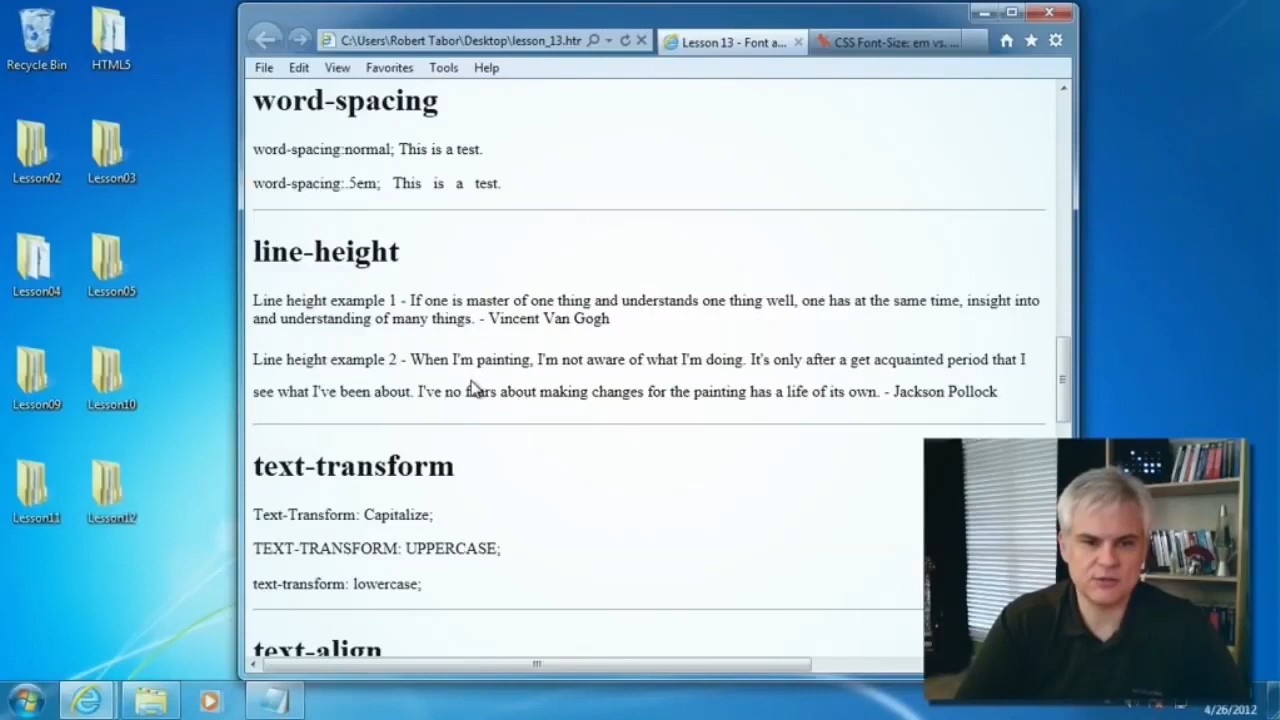 Recycle Bin
HTML5
Lesson02
Lesson03
Lesson04
Lesson05
Lesson09
Lesson10
Lesson11
Lesson12
C:\Users\Robert Tabor\Desktop\lesson_13.htr
Lesson 13 - Font a...
CSS Font-Size: em vs. ...
File Edit View Favorites Tools Help
word-spacing
word-spacing:normal; This is a test.
word-spacing:.5em; This is a test.
line-height
Line height example 1 - If one is master of one thing and understands one thing well, one has at the same time, insight into
and understanding of many things. - Vincent Van Gogh
Line height example 2 - When I'm painting, I'm not aware of what I'm doing. It's only after a get acquainted period that I
see what I've been about. I've no fears about making changes for the painting has a life of its own. - Jackson Pollock
text-transform
Text-Transform: Capitalize;
TEXT-TRANSFORM: UPPERCASE;
text-transform: lowercase;
text-align
4/26/2012